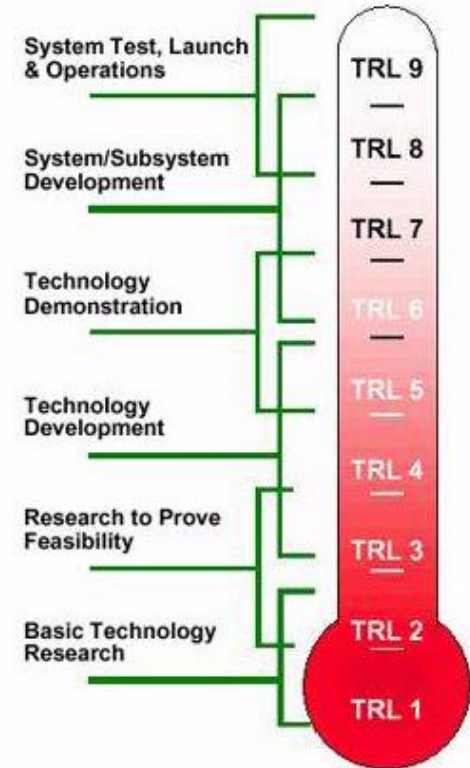 System Test, Launch
& Operations
System/Subsystem
Development
Technology
Demonstration
Technology
Development
Research to Prove
Feasibility
Basic Technology
Research
TRL 9
TRL 8
TRL 7
TRL 6
TRL 5
TRL 4
TRL 3
TRL 2
TRL 1